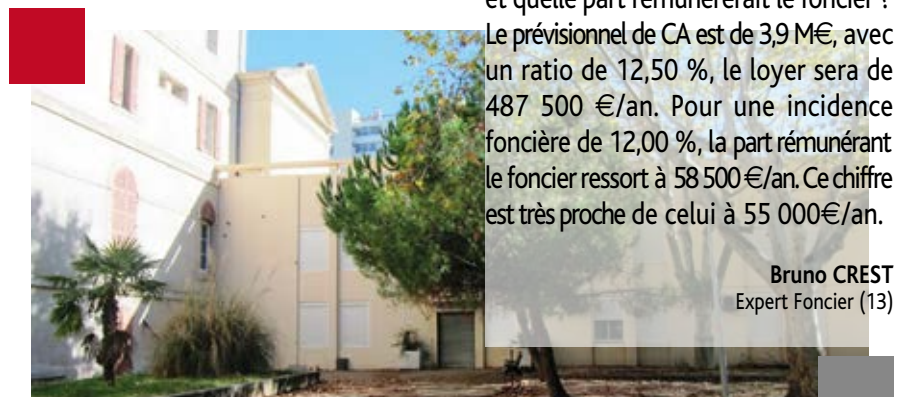 et quelle part rémunérerait le foncier ?
Le prévisionnel de CA est de 3,9 M€, avec
un ratio de 12,50 %, le loyer sera de
487 500 €/an. Pour une incidence
foncière de 12,00 %, la part rémunérant
le foncier ressort à 58 500 €/an. Ce chiffre
est très proche de celui à 55 000€/an.
Bruno CREST
Expert Foncier (13)